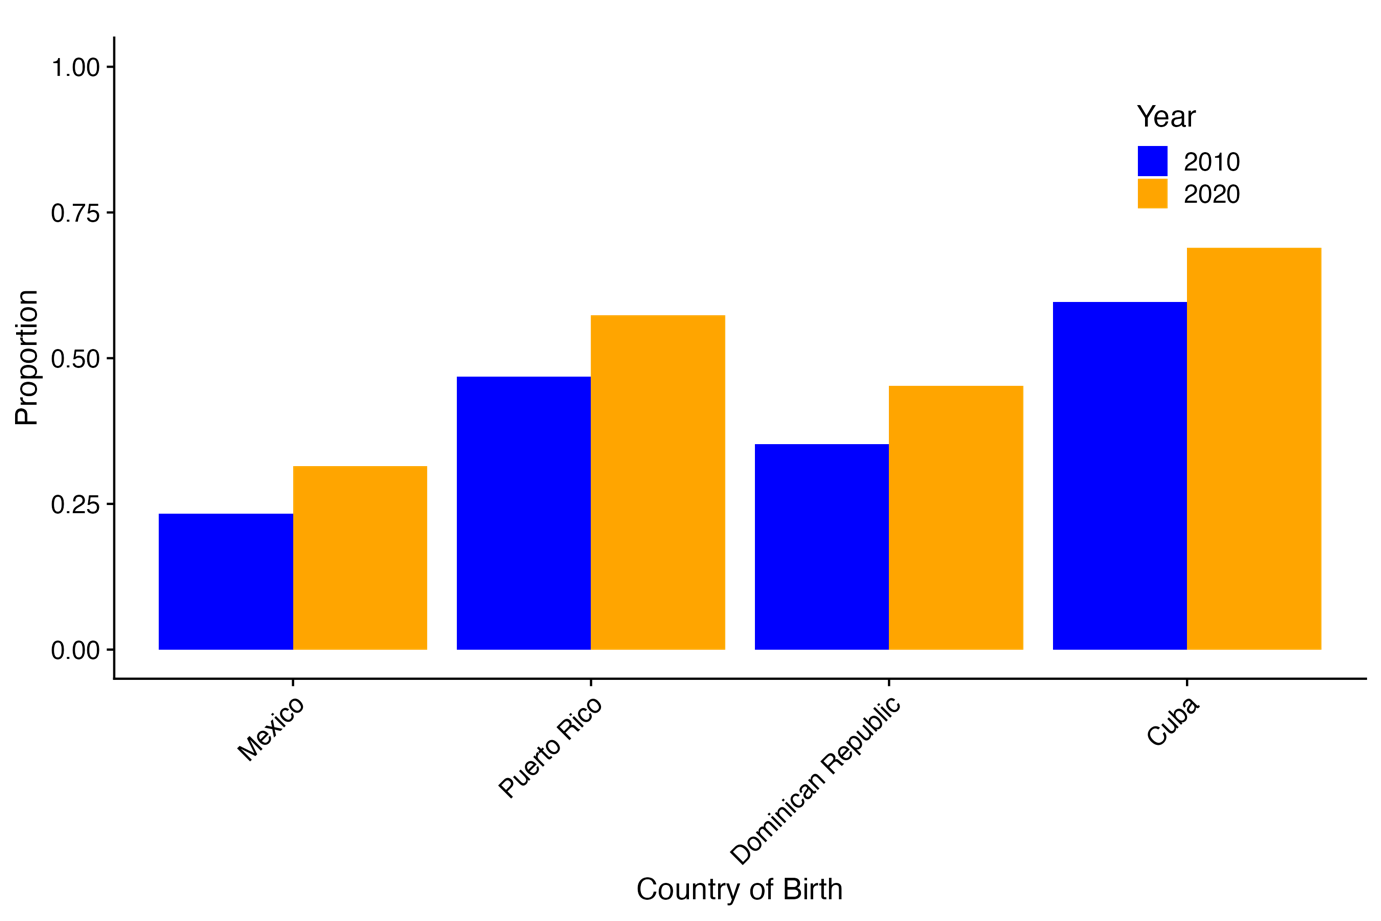 1.00
0.75
0.50
0.25
0.00
Proportion
Year
2010
2020
Mexico
Puerto Rico
Dominican Republic
Cuba
Country of Birth